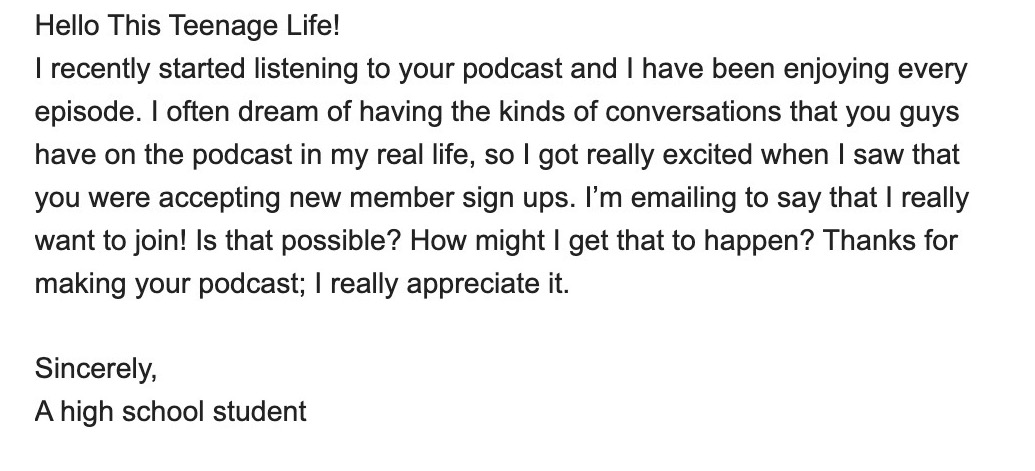 Hello This Teenage Life!
I recently started listening to your podcast and I have been enjoying every
episode. I often dream of having the kinds of conversations that you guys
have on the podcast in my real life, so I got really excited when I saw that
you were accepting new member sign ups. I’m emailing to say that I really
want to join! Is that possible? How might I get that to happen? Thanks for
making your podcast; I really appreciate it.
Sincerely,
A high school student